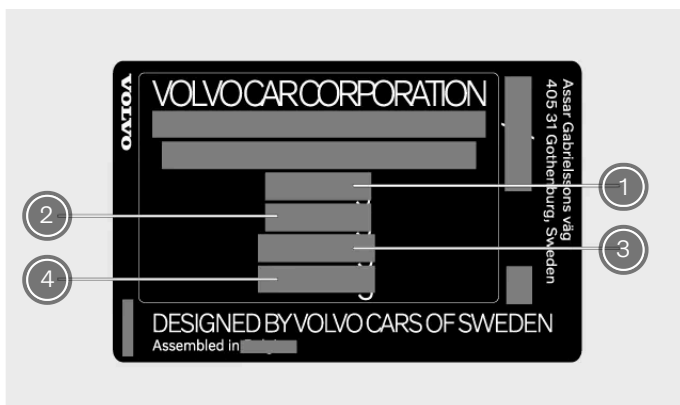 VOLVO
VOLVO CAR CORPORATION
Assar Gabrielssons väg
405 31 Gothenburg, Sweden
1
2
3
4
DESIGNED BY VOLVO CARS OF SWEDEN
Assembled in